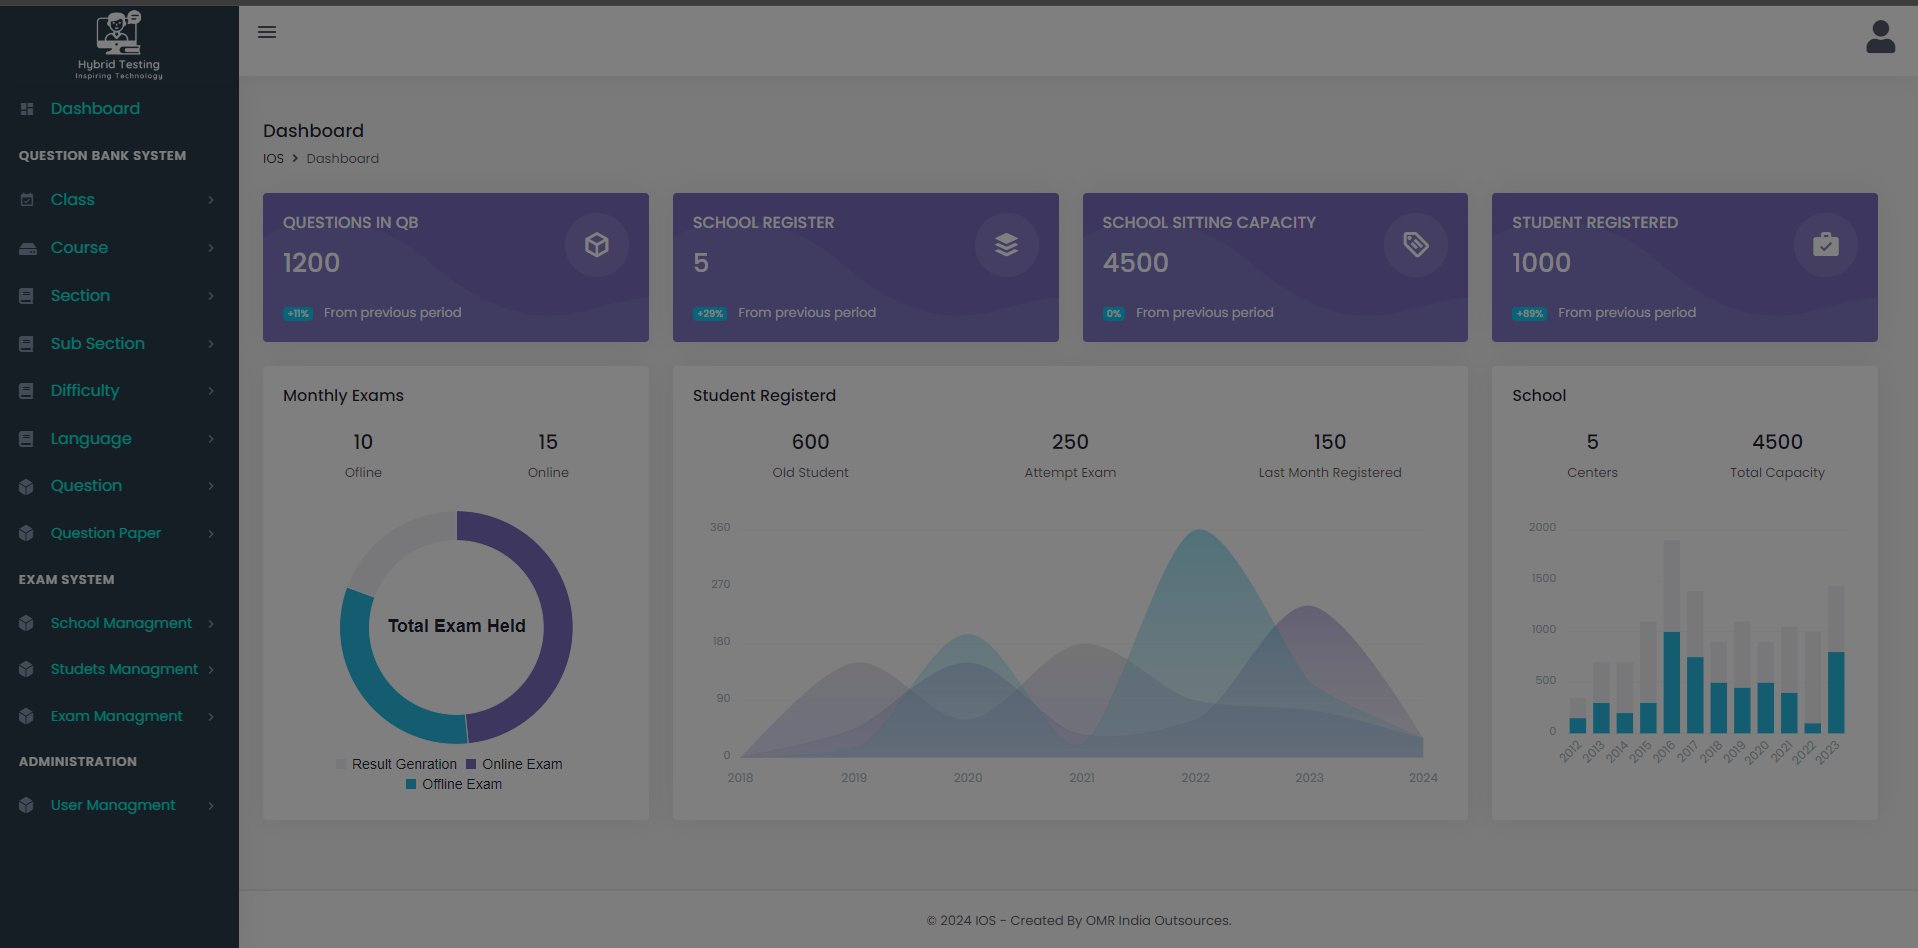 Hybrid Testing
Inspiring Technology
Dashboard
QUESTION BANK SYSTEM
Class
Course
Section
Sub Section
Difficulty
Language
Question
Question Paper
EXAM SYSTEM
School Managment
Studets Managment
Exam Managment
ADMINISTRATION
User Managment
Dashboard
IOS > Dashboard
QUESTIONS IN QB
1200
+11% From previous period
SCHOOL REGISTER
5
+29% From previous period
SCHOOL SITTING CAPACITY
4500
0% From previous period
STUDENT REGISTERED
1000
+89% From previous period
Monthly Exams
10 15
Ofline Online
Total Exam Held
Result Genration Online Exam
Offline Exam
Student Registerd
600 250 150
Old Student Attempt Exam Last Month Registered
360
270
180
90
0
2018 2019 2020 2021 2022 2023 2024
School
5 4500
Centers Total Capacity
2000
1500
1000
500
0
2012 2013 2014 2015 2016 2017 2018 2019 2020 2021 2022 2023
© 2024 IOS - Created By OMR India Outsources.